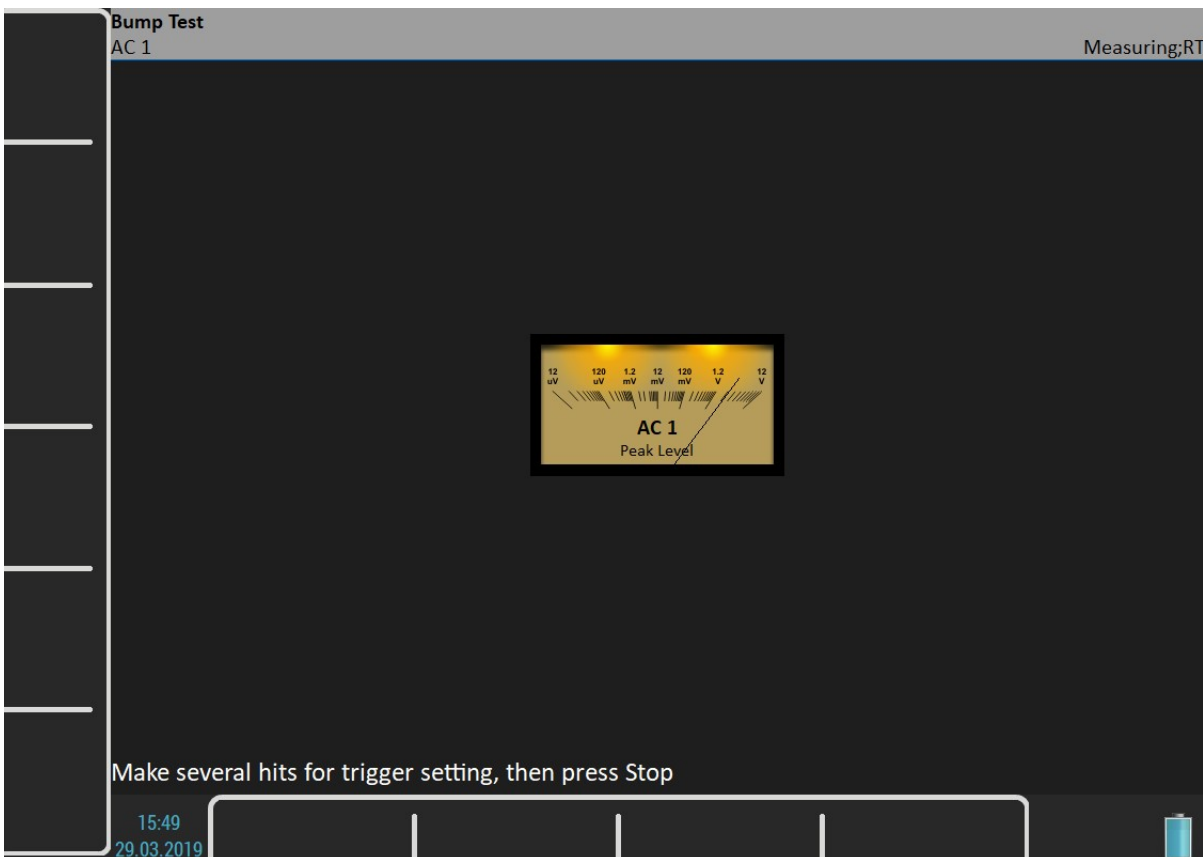 Bump Test
AC 1
Measuring;RT
12 120 1.2 12 120 1.2 12
uV uV mV mV mV V V
AC 1
Peak Level
Make several hits for trigger setting, then press Stop
15:49
29.03.2019